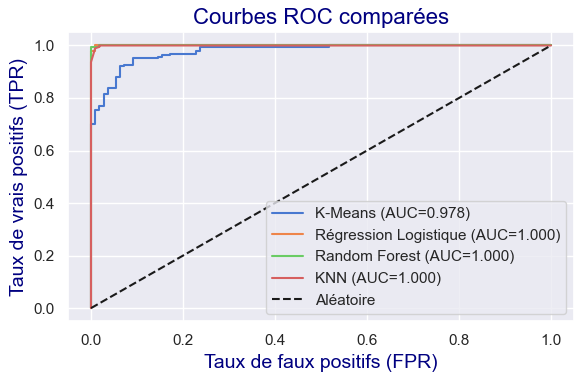 Courbes ROC comparées
Taux de vrais positifs (TPR)
1.0
0.8
0.6
0.4
0.2
0.0
K-Means (AUC=0.978)
Régression Logistique (AUC=1.000)
Random Forest (AUC=1.000)
KNN (AUC=1.000)
Aléatoire
0.0 0.2 0.4 0.6 0.8 1.0
Taux de faux positifs (FPR)